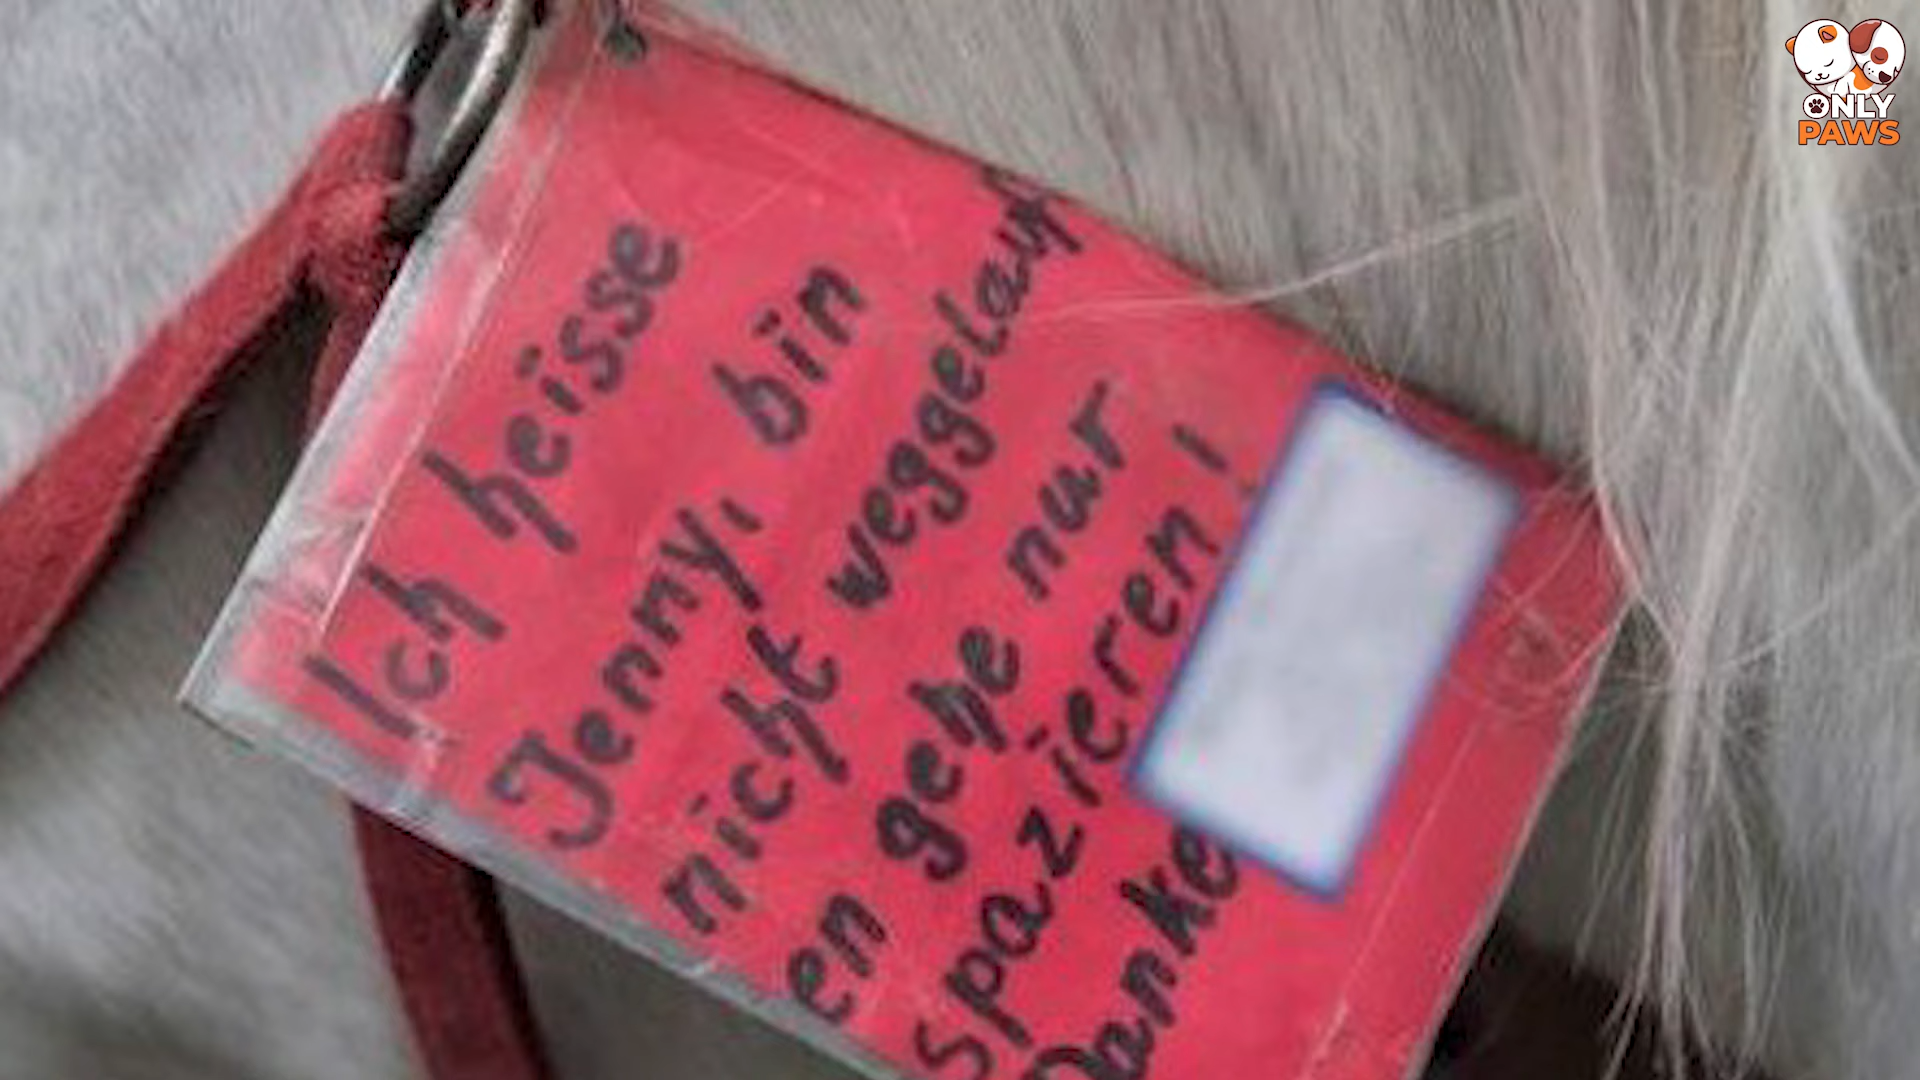 Ich heisse
Jenny, bin
nicht weggelauf
en gehe nur
spazieren!
Danke
ONLY
PAWS